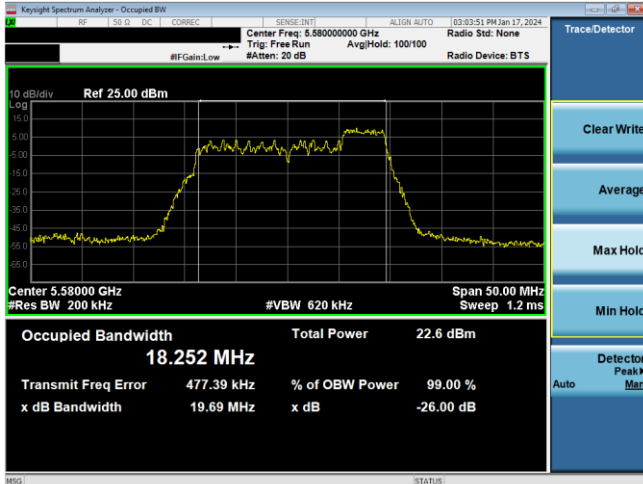 Keysight Spectrum Analyzer - Occupied BW
RF 50 Ω DC CORREC SENSE:INT ALIGN AUTO 03:03:51 PM Jan 17, 2024
Center Freq: 5.580000000 GHz Radio Std: None
Trig: Free Run Avg|Hold: 100/100
#IFGain:Low #Atten: 20 dB Radio Device: BTS
Trace/Detector
10 dB/div Ref 25.00 dBm
Log
15.0
5.00
-5.00
-15.0
-25.0
-35.0
-45.0
-55.0
-65.0
Center 5.58000 GHz Span 50.00 MHz
#Res BW 200 kHz #VBW 620 kHz Sweep 1.2 ms
Occupied Bandwidth Total Power 22.6 dBm
18.252 MHz
Transmit Freq Error 477.39 kHz % of OBW Power 99.00 %
x dB Bandwidth 19.69 MHz x dB -26.00 dB
Clear Write
Average
Max Hold
Min Hold
Detector
Peak
Auto Man
MSG STATUS